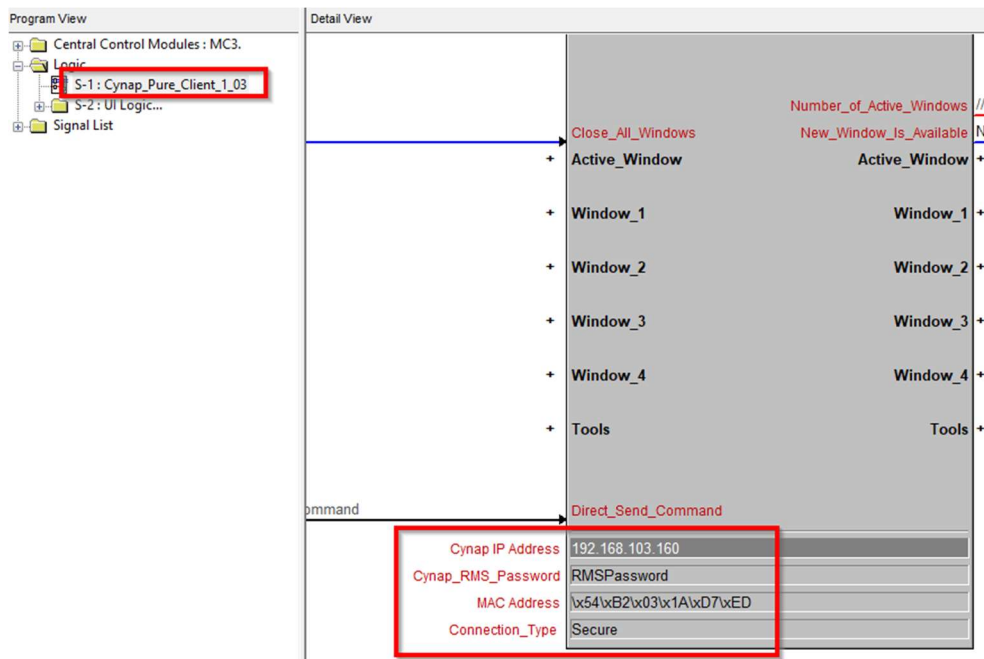 Program View
Detail View
Central Control Modules : MC3.
Logic
S-1 : Cynap_Pure_Client_1_03
S-2 : UI Logic...
Signal List
Number_of_Active_Windows //
Close_All_Windows New_Window_Is_Available N
Active_Window Active_Window
Window_1 Window_1
Window_2 Window_2
Window_3 Window_3
Window_4 Window_4
Tools Tools
ommand Direct_Send_Command
Cynap IP Address 192.168.103.160
Cynap_RMS_Password RMSPassword
MAC Address \x54\xB2\x03\x1A\xD7\xED
Connection_Type Secure